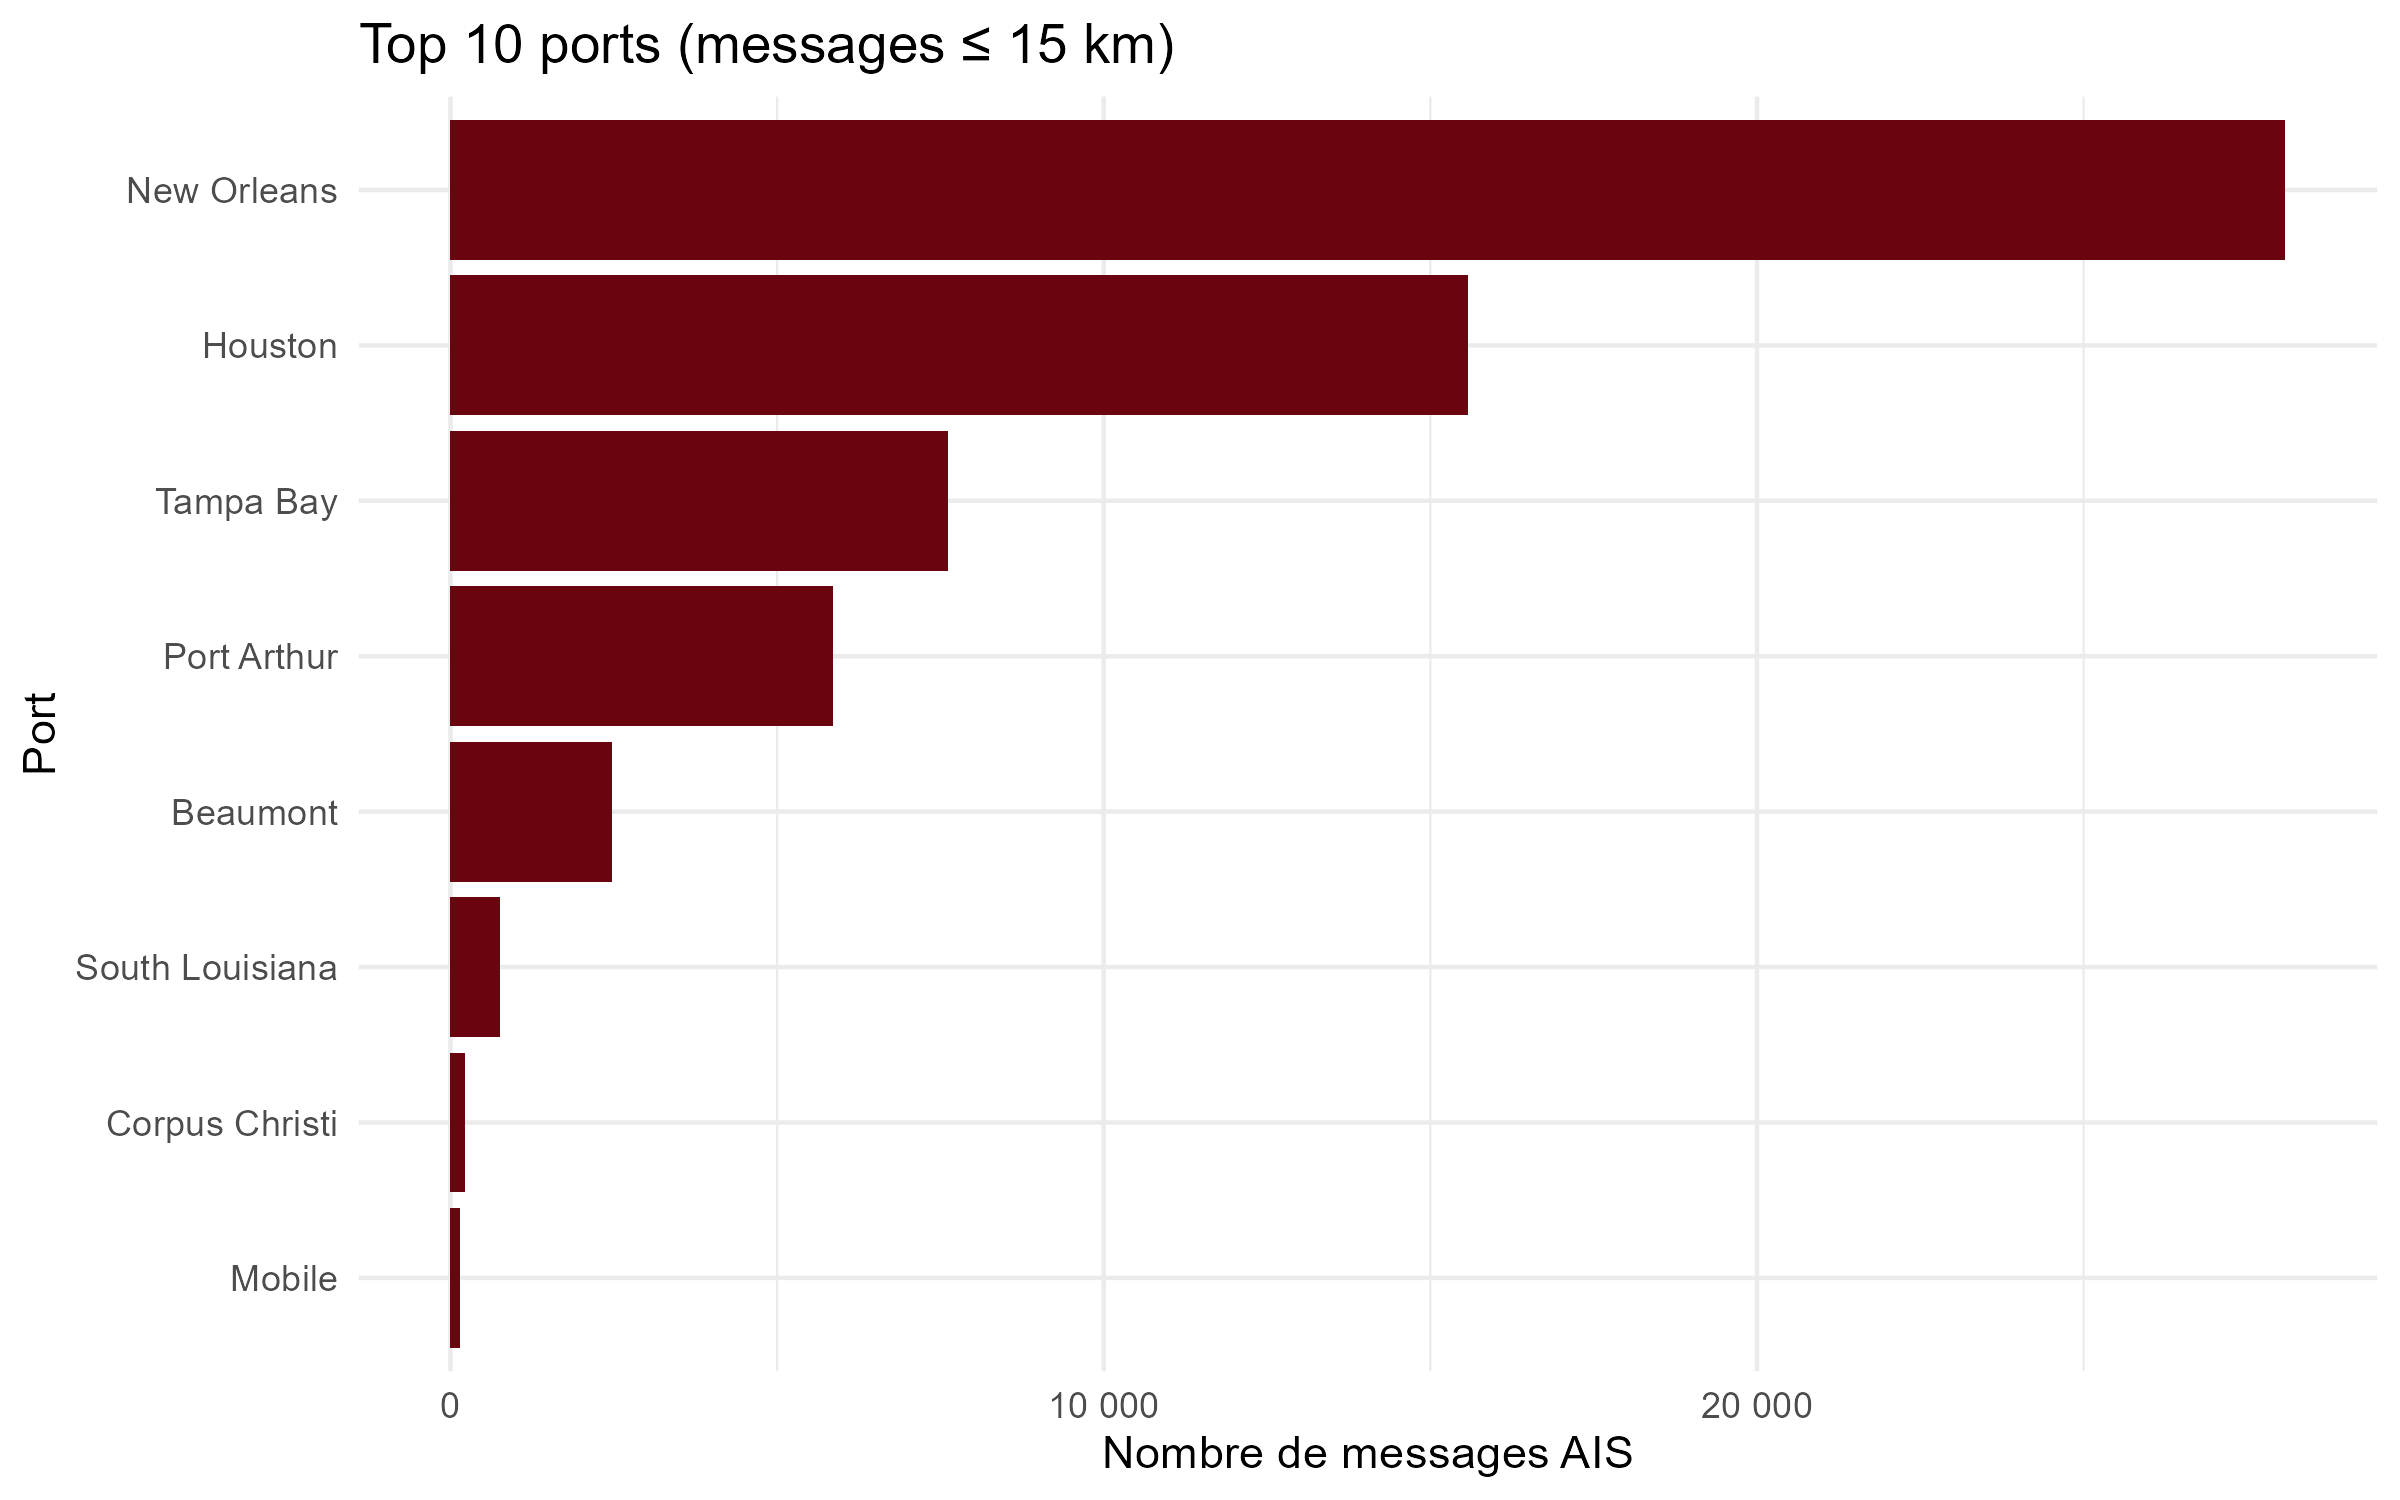 Top 10 ports (messages ≤ 15 km)
New Orleans
Houston
Tampa Bay
Port Arthur
Beaumont
South Louisiana
Corpus Christi
Mobile
Port
0
10 000
20 000
Nombre de messages AIS